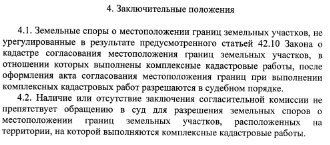 4. Заключительные положения
4.1. Земельные споры о местоположении границ земельных участков, не
урегулированные в результате предусмотренного статьей 42.10 Закона о
кадастре согласования местоположения границ земельных участков, в
отношении которых выполнены комплексные кадастровые работы, после
оформления акта согласования местоположения границ при выполнении
комплексных кадастровых работ разрешаются в судебном порядке.
4.2. Наличие или отсутствие заключения согласительной комиссии не
препятствует обращению в суд для разрешения земельных споров о
местоположении границ земельных участков, расположенных на
территории, на которой выполняются комплексные кадастровые работы.